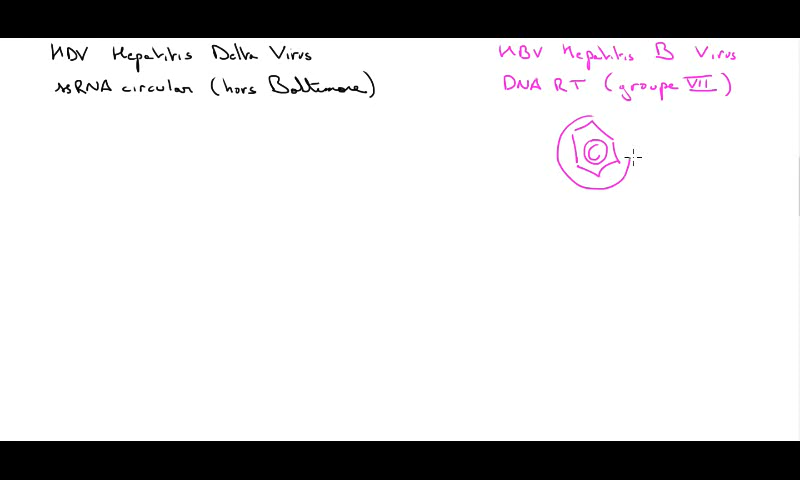 HDV Hepatitis Delta Virus
ssRNA circular (hors Baltimore)
HBV Hepatitis B Virus
DNA RT (groupe VII)